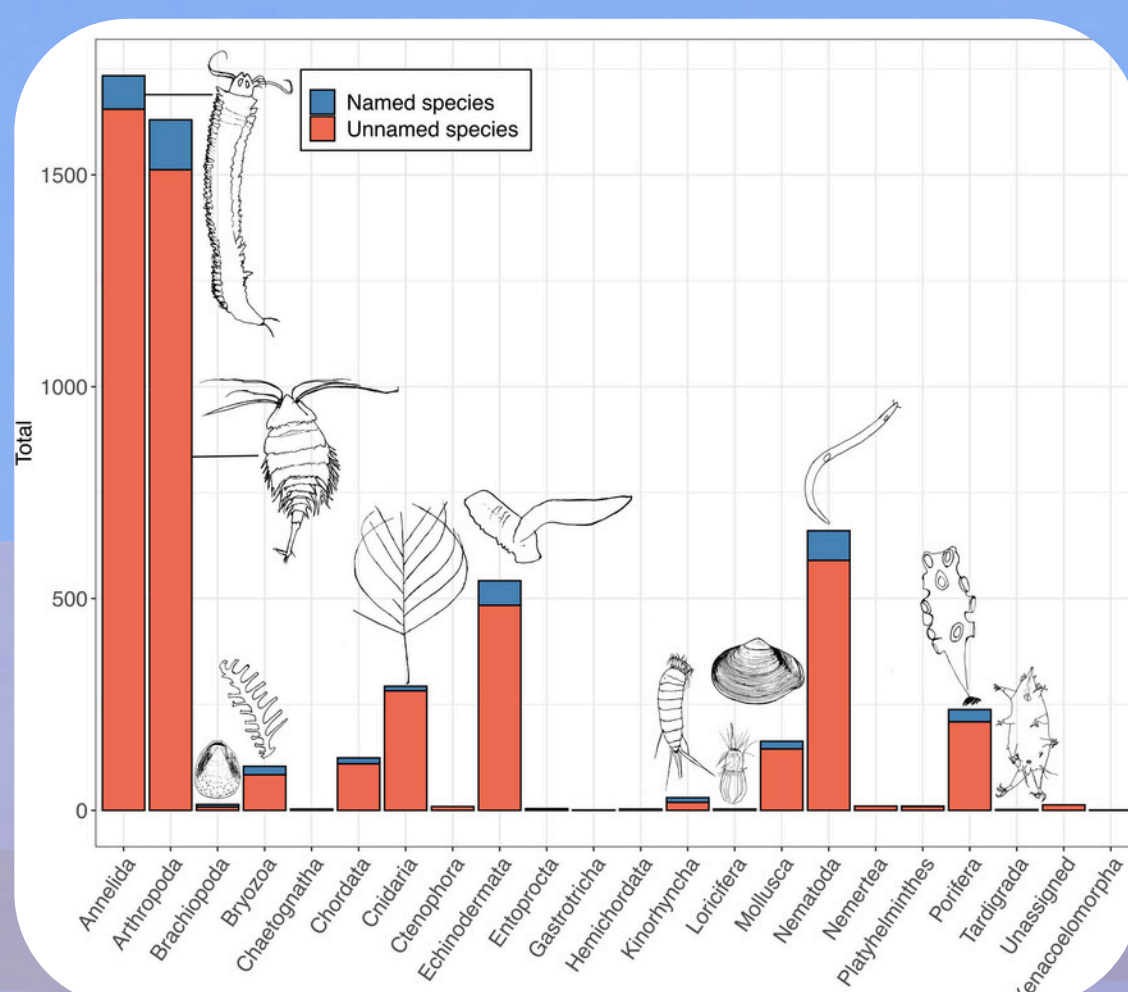 Named species
Unnamed species
1500
1000
500
0
Total
Annelida
Arthropoda
Brachiopoda
Bryozoa
Chaetognatha
Chordata
Cnidaria
Ctenophora
Echinodermata
Entoprocta
Gastrotricha
Hemichordata
Kinorhyncha
Loricifera
Mollusca
Nematoda
Nemertea
Platyhelminthes
Porifera
Tardigrada
Unassigned
enacoelomorpha